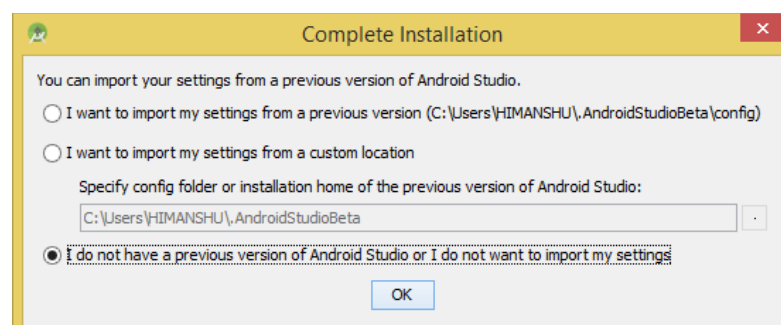 Complete Installation
You can import your settings from a previous version of Android Studio.
I want to import my settings from a previous version (C:\Users\HIMANSHU\.AndroidStudioBeta\config)
I want to import my settings from a custom location
Specify config folder or installation home of the previous version of Android Studio:
C:\Users\HIMANSHU\.AndroidStudioBeta
I do not have a previous version of Android Studio or I do not want to import my settings
OK